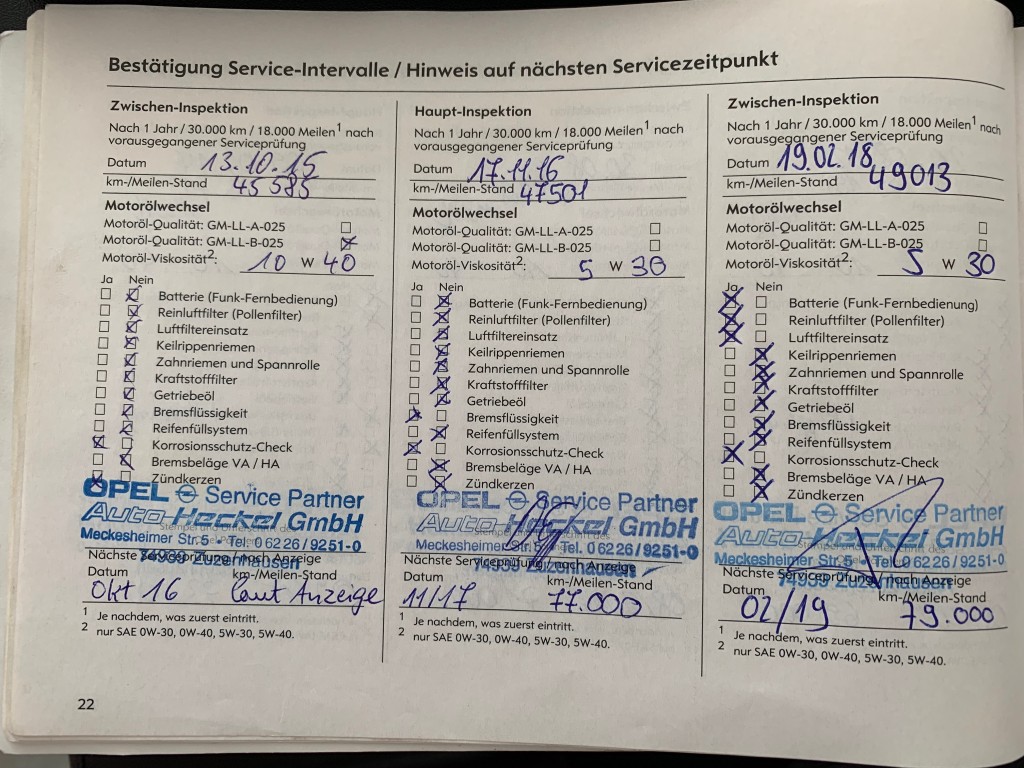 Bestätigung Service-Intervalle / Hinweis auf nächsten Servicezeitpunkt
Zwischen-Inspektion
Nach 1 Jahr / 30.000 km / 18.000 Meilen¹ nach
vorausgegangener Serviceprüfung
Datum 13.10.15
km-/Meilen-Stand 45585
Motorölwechsel
Motoröl-Qualität: GM-LL-A-025 ☐
Motoröl-Qualität: GM-LL-B-025 ☒
Motoröl-Viskosität²: 10 W 40
Ja Nein
☐ ☒ Batterie (Funk-Fernbedienung)
☐ ☒ Reinluftfilter (Pollenfilter)
☐ ☒ Luftfiltereinsatz
☐ ☒ Keilrippenriemen
☐ ☒ Zahnriemen und Spannrolle
☐ ☒ Kraftstofffilter
☐ ☒ Getriebeöl
☐ ☒ Bremsflüssigkeit
☐ ☒ Reifenfüllsystem
☒ ☐ Korrosionsschutz-Check
☐ ☒ Bremsbeläge VA / HA
☒ ☐ Zündkerzen
OPEL Service Partner
Auto-Heckel GmbH
Meckesheimer Str. 5 • Tel. 0 62 26 / 9251-0
74939 Zuzenhausen
Nächste Serviceprüfung / nach Anzeige
Datum km-/Meilen-Stand
Okt 16 laut Anzeige
1 Je nachdem, was zuerst eintritt.
2 nur SAE 0W-30, 0W-40, 5W-30, 5W-40.
22
Haupt-Inspektion
Nach 1 Jahr / 30.000 km / 18.000 Meilen¹ nach
vorausgegangener Serviceprüfung
Datum 17.11.16
km-/Meilen-Stand 47501
Motorölwechsel
Motoröl-Qualität: GM-LL-A-025 ☐
Motoröl-Qualität: GM-LL-B-025 ☐
Motoröl-Viskosität²: 5 W 30
Ja Nein
☐ ☒ Batterie (Funk-Fernbedienung)
☐ ☒ Reinluftfilter (Pollenfilter)
☐ ☒ Luftfiltereinsatz
☐ ☒ Keilrippenriemen
☐ ☒ Zahnriemen und Spannrolle
☐ ☒ Kraftstofffilter
☐ ☒ Getriebeöl
☒ ☐ Bremsflüssigkeit
☐ ☒ Reifenfüllsystem
☒ ☐ Korrosionsschutz-Check
☐ ☒ Bremsbeläge VA / HA
☐ ☒ Zündkerzen
OPEL Service Partner
Auto-Heckel GmbH
Meckesheimer Str. 5 Tel. 0 62 26 / 9251-0
74939 Zuzenhausen
Nächste Serviceprüfung / nach Anzeige
Datum km-/Meilen-Stand
11/17 77.000
1 Je nachdem, was zuerst eintritt.
2 nur SAE 0W-30, 0W-40, 5W-30, 5W-40.
Zwischen-Inspektion
Nach 1 Jahr / 30.000 km / 18.000 Meilen¹ nach
vorausgegangener Serviceprüfung
Datum 19.02.18
km-/Meilen-Stand 49013
Motorölwechsel
Motoröl-Qualität: GM-LL-A-025 ☐
Motoröl-Qualität: GM-LL-B-025 ☐
Motoröl-Viskosität²: 5 W 30
Ja Nein
☒ ☐ Batterie (Funk-Fernbedienung)
☒ ☐ Reinluftfilter (Pollenfilter)
☒ ☐ Luftfiltereinsatz
☐ ☒ Keilrippenriemen
☐ ☒ Zahnriemen und Spannrolle
☐ ☒ Kraftstofffilter
☐ ☒ Getriebeöl
☐ ☒ Bremsflüssigkeit
☐ ☒ Reifenfüllsystem
☒ ☐ Korrosionsschutz-Check
☐ ☒ Bremsbeläge VA / HA
☐ ☒ Zündkerzen
OPEL Service Partner
Auto-Heckel GmbH
Meckesheimer Str. 5 • Tel. 0 62 26 / 9251-0
74939 Zuzenhausen
Nächste Serviceprüfung / nach Anzeige
Datum km-/Meilen-Stand
02/19 79.000
1 Je nachdem, was zuerst eintritt.
2 nur SAE 0W-30, 0W-40, 5W-30, 5W-40.